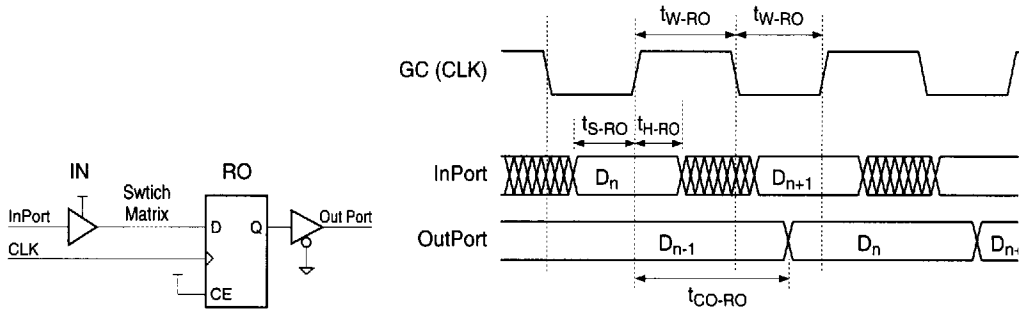 IN
Swtich
Matrix
RO
InPort
D
Q
Out Port
CLK
CE
tW-RO
tW-RO
GC (CLK)
tS-RO
tH-RO
InPort
Dn
Dn+1
OutPort
Dn-1
Dn
Dn+
tCO-RO